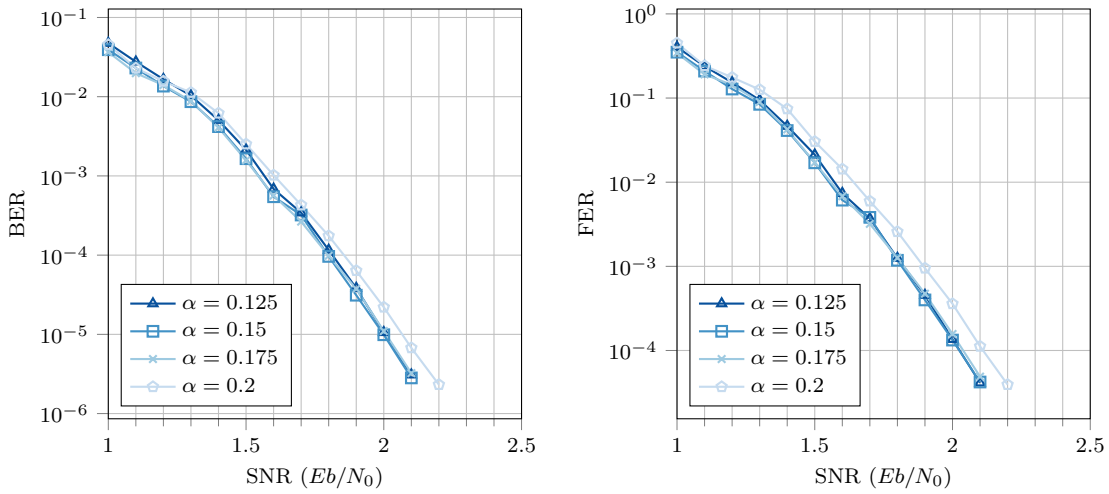 10⁻¹
10⁻²
10⁻³
10⁻⁴
10⁻⁵
10⁻⁶
BER
α = 0.125
α = 0.15
α = 0.175
α = 0.2
1 1.5 2 2.5
SNR (Eb/N₀)
10⁰
10⁻¹
10⁻²
10⁻³
10⁻⁴
FER
α = 0.125
α = 0.15
α = 0.175
α = 0.2
1 1.5 2 2.5
SNR (Eb/N₀)